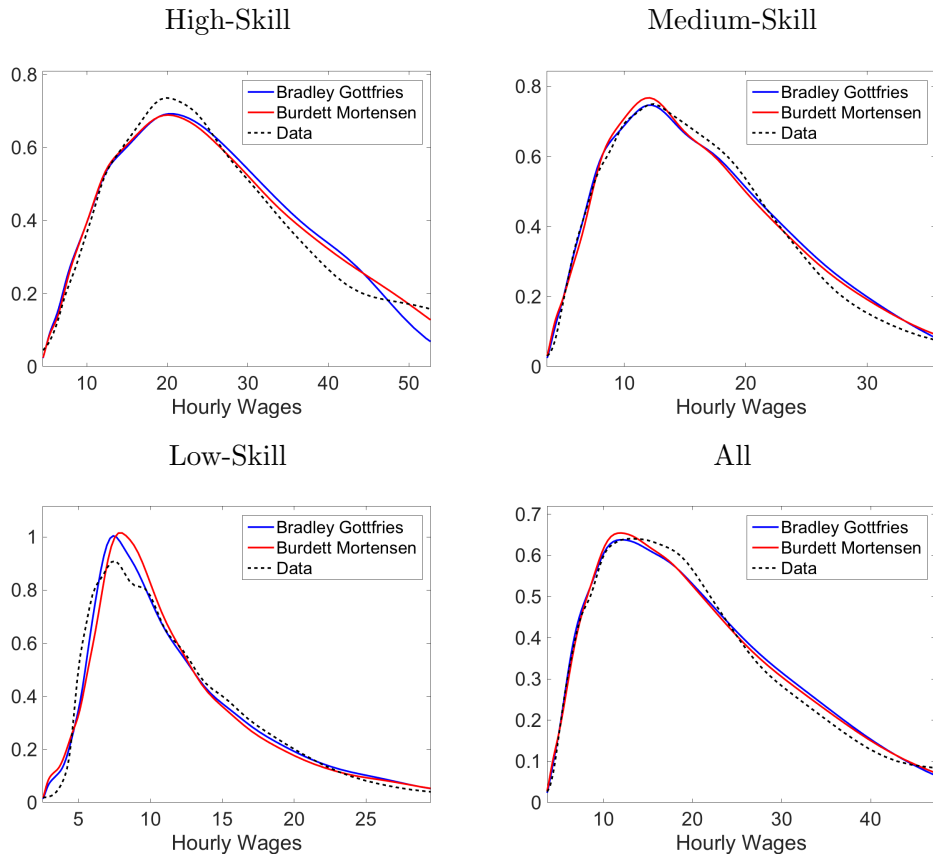 High-Skill
0.8
0.6
0.4
0.2
0
Bradley Gottfries
Burdett Mortensen
Data
10 20 30 40 50
Hourly Wages
Medium-Skill
0.8
0.6
0.4
0.2
0
Bradley Gottfries
Burdett Mortensen
Data
10 20 30
Hourly Wages
Low-Skill
1
0.8
0.6
0.4
0.2
0
Bradley Gottfries
Burdett Mortensen
Data
5 10 15 20 25
Hourly Wages
All
0.7
0.6
0.5
0.4
0.3
0.2
0.1
0
Bradley Gottfries
Burdett Mortensen
Data
10 20 30 40
Hourly Wages